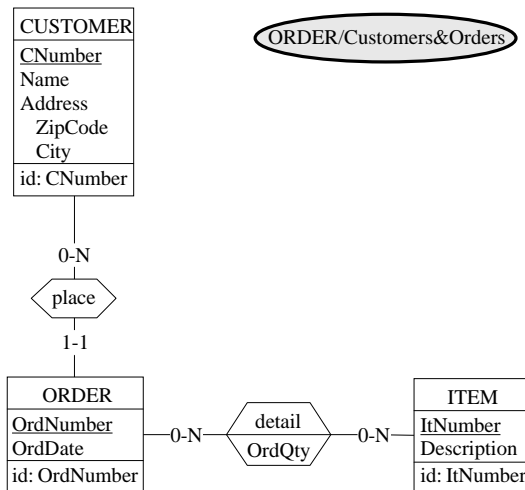 CUSTOMER
CNumber
Name
Address
ZipCode
City
id: CNumber
ORDER/Customers&Orders
0-N
place
1-1
ORDER
OrdNumber
OrdDate
id: OrdNumber
0-N
detail
OrdQty
0-N
ITEM
ItNumber
Description
id: ItNumber